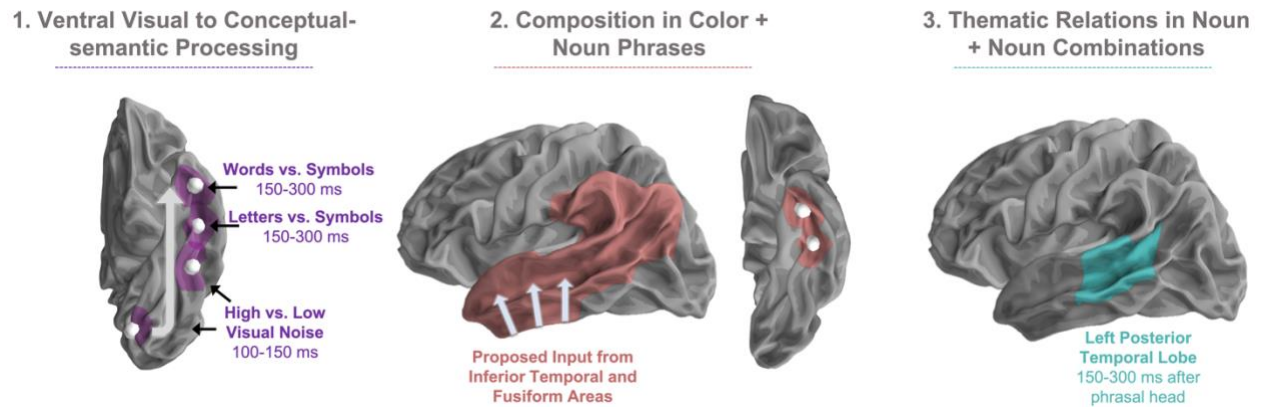 1. Ventral Visual to Conceptual-
semantic Processing
Words vs. Symbols
150-300 ms
Letters vs. Symbols
150-300 ms
High vs. Low
Visual Noise
100-150 ms
2. Composition in Color +
Noun Phrases
Proposed Input from
Inferior Temporal and
Fusiform Areas
3. Thematic Relations in Noun
+ Noun Combinations
Left Posterior
Temporal Lobe
150-300 ms after
phrasal head